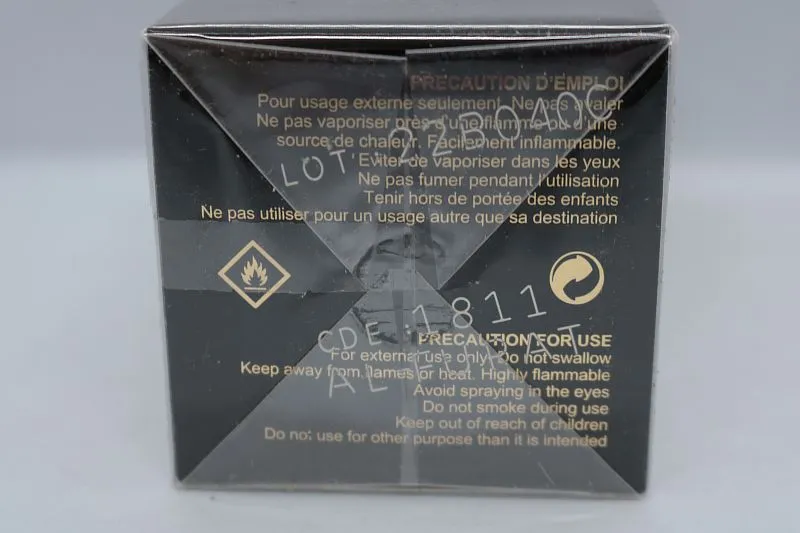 PRECAUTION D'EMPLOI
Pour usage externe seulement. Ne pas avaler
Ne pas vaporiser près d'un flamme ou d'une
source de chaleur. Facilement inflammable.
Eviter de vaporiser dans les yeux
Ne pas fumer pendant l'utilisation
Tenir hors de portée des enfants
Ne pas utiliser pour un usage autre que sa destination
LOT : 22B040C
CDE : 1811
PRECAUTION FOR USE
For external use only. Do not swallow
Keep away from flames or heat. Highly flammable
Avoid spraying in the eyes
Do not smoke during use
Keep out of reach of children
Do not use for other purpose than it is intended